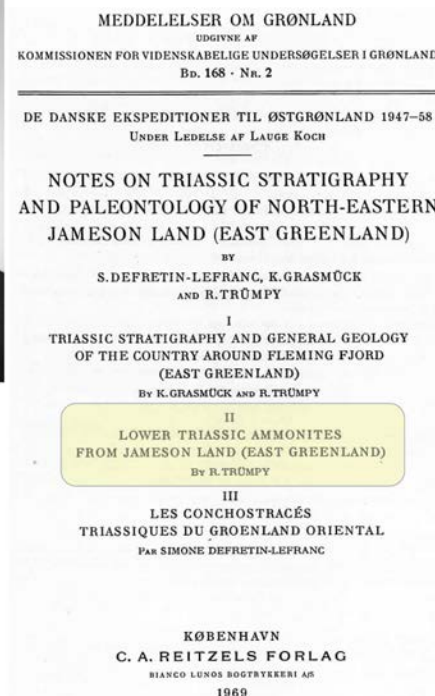 MEDDELELSER OM GRØNLAND
UDGIVNE AF
KOMMISSIONEN FOR VIDENSKABELIGE UNDERSØGELSER I GRØNLAND
BD. 168 · NR. 2
DE DANSKE EKSPEDITIONER TIL ØSTGRØNLAND 1947–58
UNDER LEDELSE AF LAUGE KOCH
NOTES ON TRIASSIC STRATIGRAPHY
AND PALEONTOLOGY OF NORTH-EASTERN
JAMESON LAND (EAST GREENLAND)
BY
S. DEFRETIN-LEFRANC, K. GRASMÜCK
AND R. TRÜMPY
I
TRIASSIC STRATIGRAPHY AND GENERAL GEOLOGY
OF THE COUNTRY AROUND FLEMING FJORD
(EAST GREENLAND)
BY K. GRASMÜCK AND R. TRÜMPY
II
LOWER TRIASSIC AMMONITES
FROM JAMESON LAND (EAST GREENLAND)
BY R. TRÜMPY
III
LES CONCHOSTRACÉS
TRIASSIQUES DU GROENLAND ORIENTAL
PAR SIMONE DEFRETIN-LEFRANC
KØBENHAVN
C. A. REITZELS FORLAG
BIANCO LUNOS BOGTRYKKERI A/S
1969